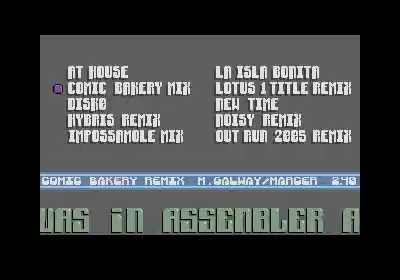 AT HOUSE
COMIC BAKERY MIX
DISKO
HYBRIS REMIX
IMPOSSAMOLE MIX
LA ISLA BONITA
LOTUS 1 TITLE REMIX
NEW TIME
NOISY REMIX
OUT RUN 2005 REMIX
COMIC BAKERY REMIX M.GALWAY/MARCER 2:40
WAS IN ASSEMBLER A